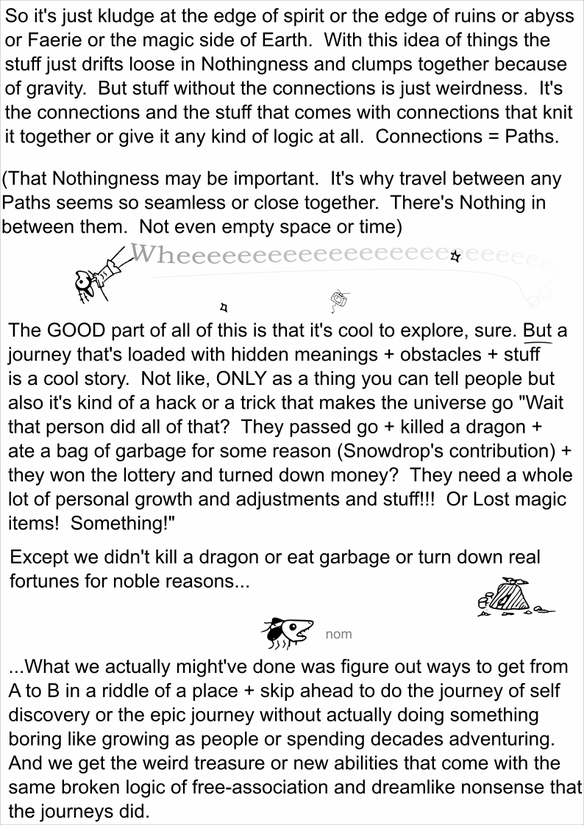 So it's just kludge at the edge of spirit or the edge of ruins or abyss
or Faerie or the magic side of Earth.  With this idea of things the
stuff just drifts loose in Nothingness and clumps together because
of gravity.  But stuff without the connections is just weirdness.  It's
the connections and the stuff that comes with connections that knit
it together or give it any kind of logic at all.  Connections = Paths.
(That Nothingness may be important.  It's why travel between any
Paths seems so seamless or close together.  There's Nothing in
between them.  Not even empty space or time)
Wheeeeeeeeeeeeeeeeeeeeeeeeeeeee
The GOOD part of all of this is that it's cool to explore, sure. But a
journey that's loaded with hidden meanings + obstacles + stuff
is a cool story.  Not like, ONLY as a thing you can tell people but
also it's kind of a hack or a trick that makes the universe go "Wait
that person did all of that?  They passed go + killed a dragon +
ate a bag of garbage for some reason (Snowdrop's contribution) +
they won the lottery and turned down money?  They need a whole
lot of personal growth and adjustments and stuff!!!  Or Lost magic
items!  Something!"
Except we didn't kill a dragon or eat garbage or turn down real
fortunes for noble reasons...
nom
...What we actually might've done was figure out ways to get from
A to B in a riddle of a place + skip ahead to do the journey of self
discovery or the epic journey without actually doing something
boring like growing as people or spending decades adventuring.
And we get the weird treasure or new abilities that come with the
same broken logic of free-association and dreamlike nonsense that
the journeys did.